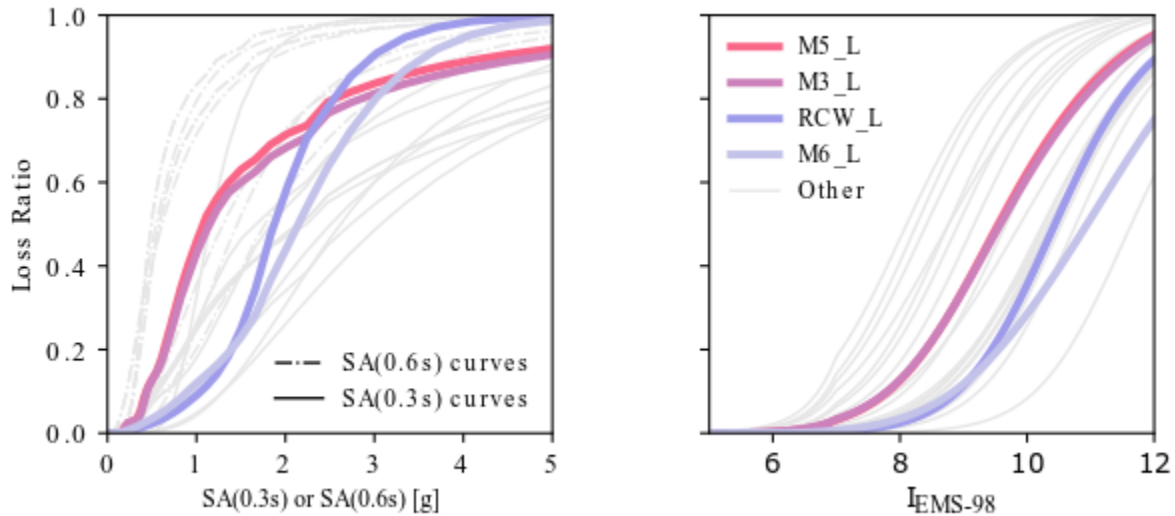 1.0
0.8
0.6
0.4
0.2
0.0
Loss Ratio
SA(0.6s) curves
SA(0.3s) curves
0 1 2 3 4 5
SA(0.3s) or SA(0.6s) [g]
M5_L
M3_L
RCW_L
M6_L
Other
6 8 10 12
I_EMS-98